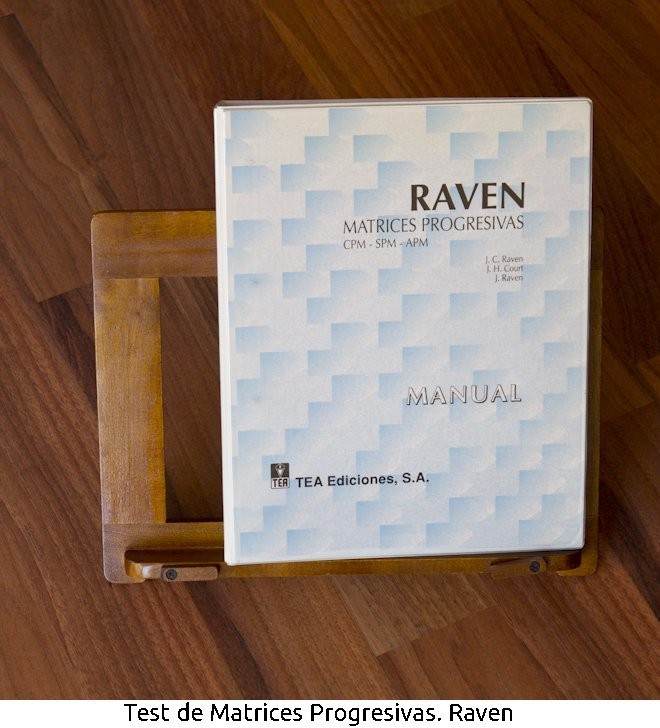 RAVEN
MATRICES PROGRESIVAS
CPM - SPM - APM
J. C. Raven
J. H. Court
J. Raven
MANUAL
TEA
TEA Ediciones, S.A.
Test de Matrices Progresivas. Raven